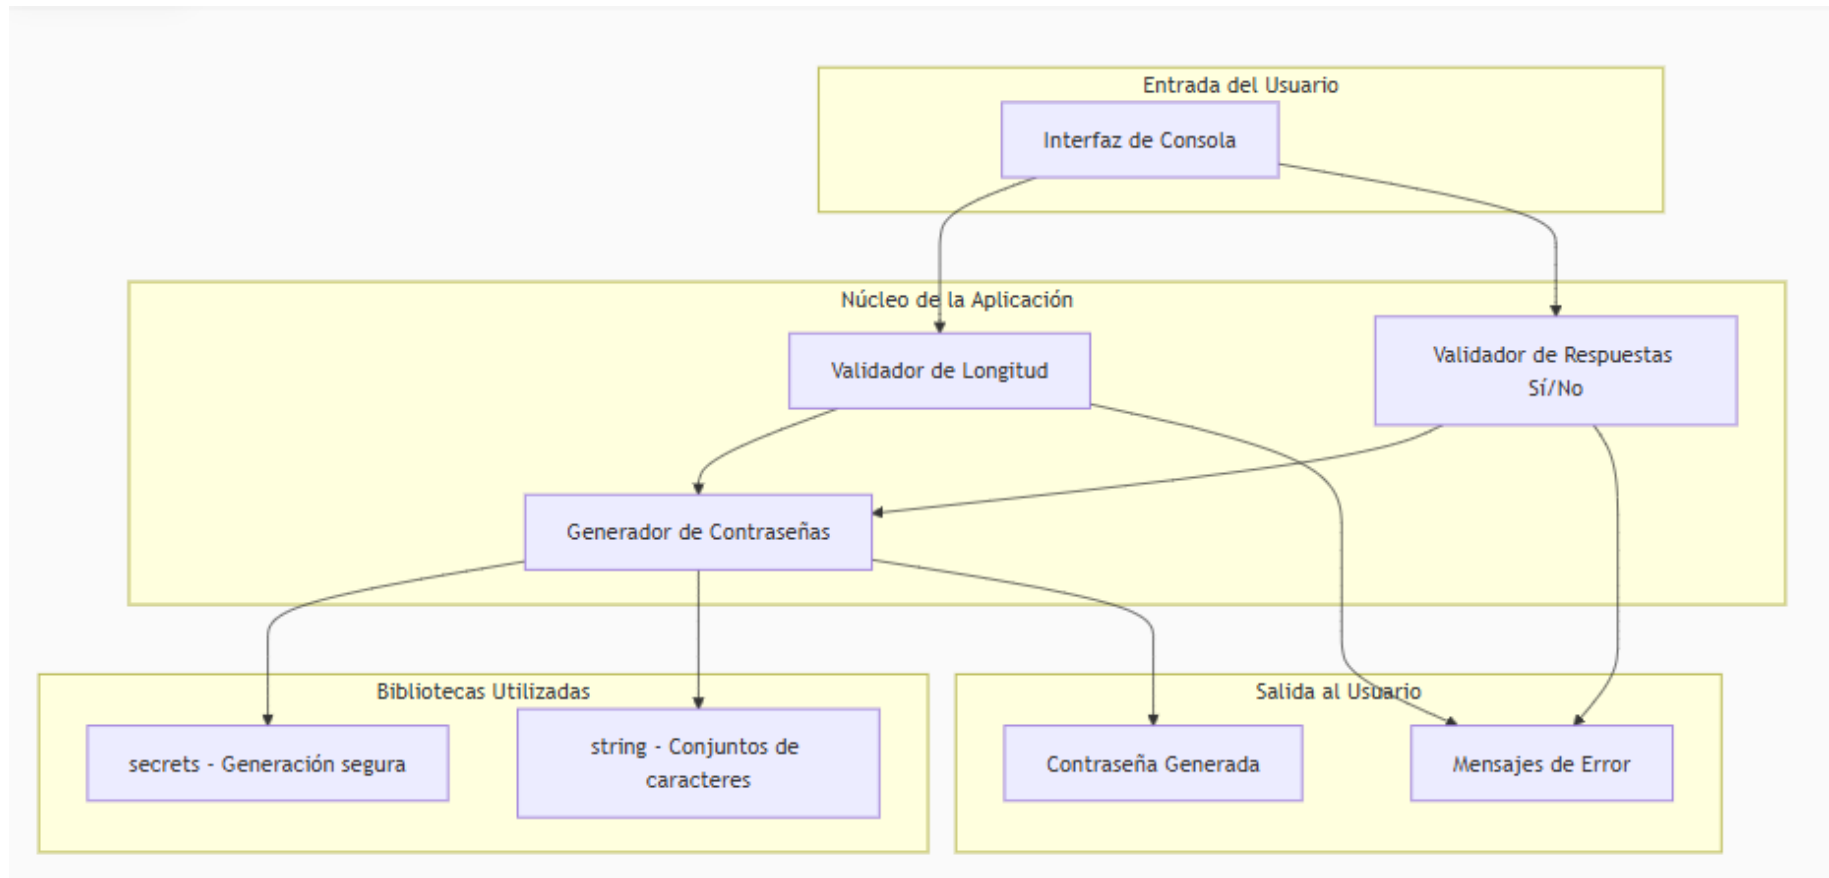 Entrada del Usuario
Interfaz de Consola
Núcleo de la Aplicación
Validador de Longitud
Validador de Respuestas
Sí/No
Generador de Contraseñas
Bibliotecas Utilizadas
secrets - Generación segura
string - Conjuntos de
caracteres
Salida al Usuario
Contraseña Generada
Mensajes de Error